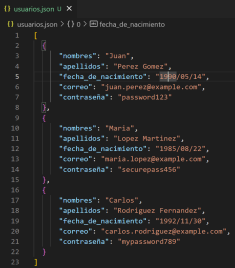 usuarios.json U
usuarios.json > 0 > fecha_de_nacimiento
1 [
2 {
3 "nombres": "Juan",
4 "apellidos": "Perez Gomez",
5 "fecha_de_nacimiento": "1990/05/14",
6 "correo": "juan.perez@example.com",
7 "contraseña": "password123"
8 },
9 {
10 "nombres": "Maria",
11 "apellidos": "Lopez Martinez",
12 "fecha_de_nacimiento": "1985/08/22",
13 "correo": "maria.lopez@example.com",
14 "contraseña": "securepass456"
15 },
16 {
17 "nombres": "Carlos",
18 "apellidos": "Rodriguez Fernandez",
19 "fecha_de_nacimiento": "1992/11/30",
20 "correo": "carlos.rodriguez@example.com",
21 "contraseña": "mypassword789"
22 }
23 ]